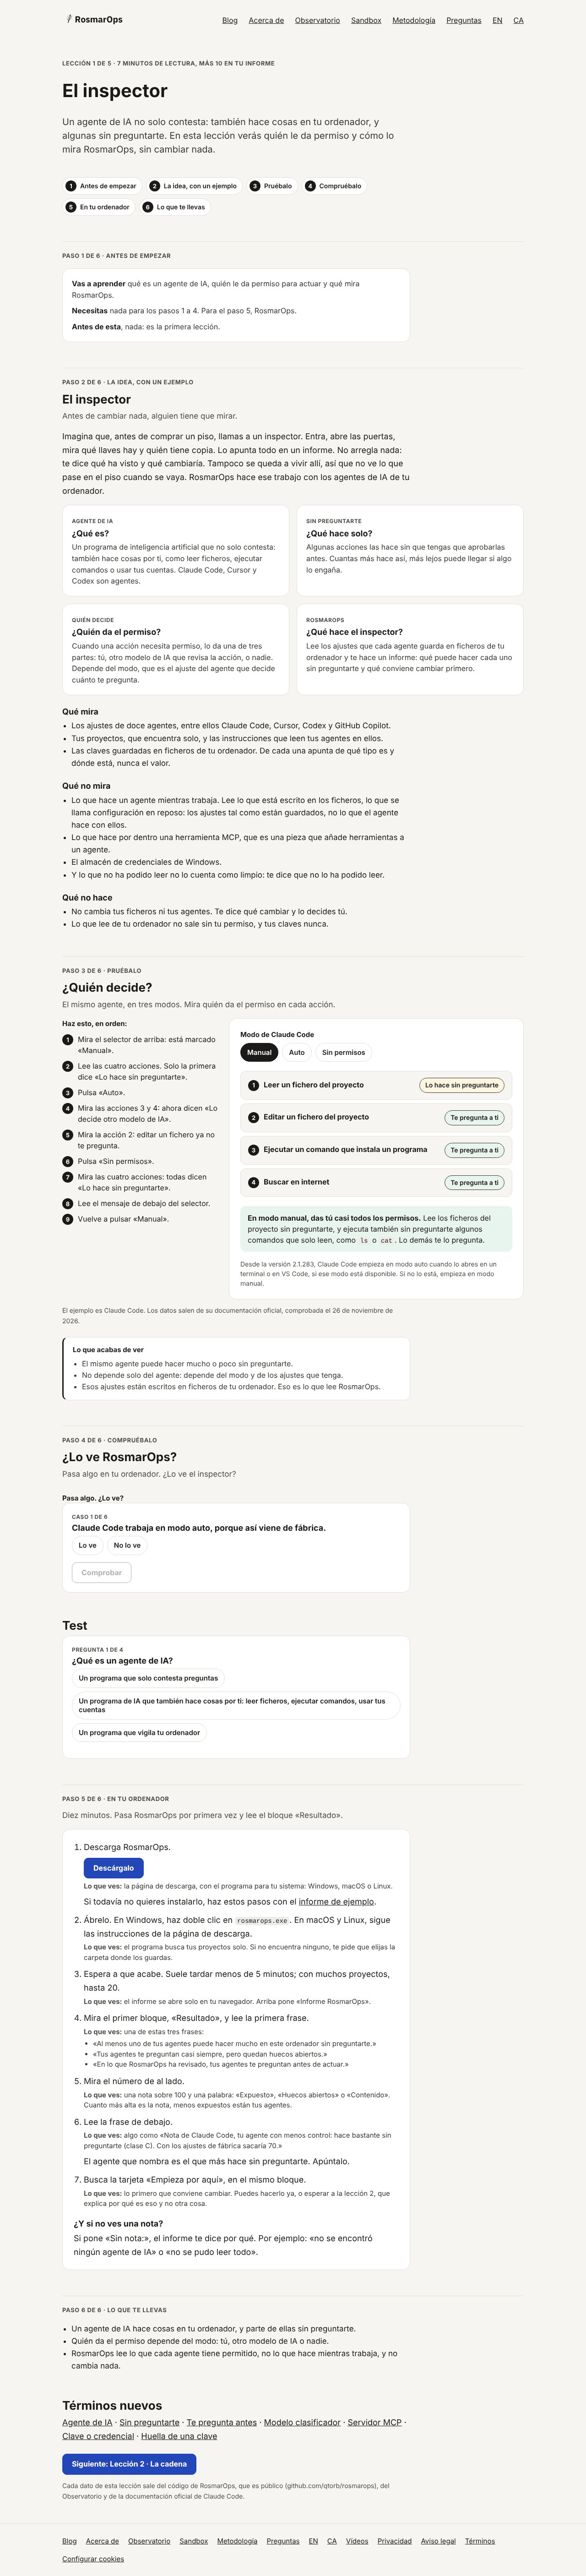 RosmarOps
Blog Acerca de Observatorio Sandbox Metodología Preguntas EN CA
LECCIÓN 1 DE 5 · 7 MINUTOS DE LECTURA, MÁS 10 EN TU INFORME
El inspector
Un agente de IA no solo contesta: también hace cosas en tu ordenador, y
algunas sin preguntarte. En esta lección verás quién le da permiso y cómo lo
mira RosmarOps, sin cambiar nada.
1 Antes de empezar 2 La idea, con un ejemplo 3 Pruébalo 4 Compruébalo
5 En tu ordenador 6 Lo que te llevas
PASO 1 DE 6 · ANTES DE EMPEZAR
Vas a aprender qué es un agente de IA, quién le da permiso para actuar y qué mira
RosmarOps.
Necesitas nada para los pasos 1 a 4. Para el paso 5, RosmarOps.
Antes de esta, nada: es la primera lección.
PASO 2 DE 6 · LA IDEA, CON UN EJEMPLO
El inspector
Antes de cambiar nada, alguien tiene que mirar.
Imagina que, antes de comprar un piso, llamas a un inspector. Entra, abre las puertas,
mira qué llaves hay y quién tiene copia. Lo apunta todo en un informe. No arregla nada:
te dice qué ha visto y qué cambiaría. Tampoco se queda a vivir allí, así que no ve lo que
pase en el piso cuando se vaya. RosmarOps hace ese trabajo con los agentes de IA de tu
ordenador.
AGENTE DE IA
¿Qué es?
Un programa de inteligencia artificial que no solo contesta:
también hace cosas por ti, como leer ficheros, ejecutar
comandos o usar tus cuentas. Claude Code, Cursor y
Codex son agentes.
SIN PREGUNTARTE
¿Qué hace solo?
Algunas acciones las hace sin que tengas que aprobarlas
antes. Cuantas más hace así, más lejos puede llegar si algo
lo engaña.
QUIÉN DECIDE
¿Quién da el permiso?
Cuando una acción necesita permiso, lo da una de tres
partes: tú, otro modelo de IA que revisa la acción, o nadie.
Depende del modo, que es el ajuste del agente que decide
cuánto te pregunta.
ROSMAROPS
¿Qué hace el inspector?
Lee los ajustes que cada agente guarda en ficheros de tu
ordenador y te hace un informe: qué puede hacer cada uno
sin preguntarte y qué conviene cambiar primero.
Qué mira
• Los ajustes de doce agentes, entre ellos Claude Code, Cursor, Codex y GitHub Copilot.
• Tus proyectos, que encuentra solo, y las instrucciones que leen tus agentes en ellos.
• Las claves guardadas en ficheros de tu ordenador. De cada una apunta de qué tipo es y
dónde está, nunca el valor.
Qué no mira
• Lo que hace un agente mientras trabaja. Lee lo que está escrito en los ficheros, lo que se
llama configuración en reposo: los ajustes tal como están guardados, no lo que el agente
hace con ellos.
• Lo que hace por dentro una herramienta MCP, que es una pieza que añade herramientas a
un agente.
• El almacén de credenciales de Windows.
• Y lo que no ha podido leer no lo cuenta como limpio: te dice que no lo ha podido leer.
Qué no hace
• No cambia tus ficheros ni tus agentes. Te dice qué cambiar y lo decides tú.
• Lo que lee de tu ordenador no sale sin tu permiso, y tus claves nunca.
PASO 3 DE 6 · PRUÉBALO
¿Quién decide?
El mismo agente, en tres modos. Mira quién da el permiso en cada acción.
Haz esto, en orden:
1 Mira el selector de arriba: está marcado
«Manual».
2 Lee las cuatro acciones. Solo la primera
dice «Lo hace sin preguntarte».
3 Pulsa «Auto».
4 Mira las acciones 3 y 4: ahora dicen «Lo
decide otro modelo de IA».
5 Mira la acción 2: editar un fichero ya no
te pregunta.
6 Pulsa «Sin permisos».
7 Mira las cuatro acciones: todas dicen
«Lo hace sin preguntarte».
8 Lee el mensaje de debajo del selector.
9 Vuelve a pulsar «Manual».
Modo de Claude Code
Manual Auto Sin permisos
1 Leer un fichero del proyecto Lo hace sin preguntarte
2 Editar un fichero del proyecto Te pregunta a ti
3 Ejecutar un comando que instala un programa Te pregunta a ti
4 Buscar en internet Te pregunta a ti
En modo manual, das tú casi todos los permisos. Lee los ficheros del
proyecto sin preguntarte, y ejecuta también sin preguntarte algunos
comandos que solo leen, como ls o cat. Lo demás te lo pregunta.
Desde la versión 2.1.283, Claude Code empieza en modo auto cuando lo abres en un
terminal o en VS Code, si ese modo está disponible. Si no lo está, empieza en modo
manual.
El ejemplo es Claude Code. Los datos salen de su documentación oficial, comprobada el 26 de noviembre de
2026.
Lo que acabas de ver
• El mismo agente puede hacer mucho o poco sin preguntarte.
• No depende solo del agente: depende del modo y de los ajustes que tenga.
• Esos ajustes están escritos en ficheros de tu ordenador. Eso es lo que lee RosmarOps.
PASO 4 DE 6 · COMPRUÉBALO
¿Lo ve RosmarOps?
Pasa algo en tu ordenador. ¿Lo ve el inspector?
Pasa algo. ¿Lo ve?
CASO 1 DE 6
Claude Code trabaja en modo auto, porque así viene de fábrica.
Lo ve No lo ve
Comprobar
Test
PREGUNTA 1 DE 4
¿Qué es un agente de IA?
Un programa que solo contesta preguntas
Un programa de IA que también hace cosas por ti: leer ficheros, ejecutar comandos, usar tus
cuentas
Un programa que vigila tu ordenador
PASO 5 DE 6 · EN TU ORDENADOR
Diez minutos. Pasa RosmarOps por primera vez y lee el bloque «Resultado».
1. Descarga RosmarOps.
Descárgalo
Lo que ves: la página de descarga, con el programa para tu sistema: Windows, macOS o Linux.
Si todavía no quieres instalarlo, haz estos pasos con el informe de ejemplo.
2. Ábrelo. En Windows, haz doble clic en rosmarops.exe. En macOS y Linux, sigue
las instrucciones de la página de descarga.
Lo que ves: el programa busca tus proyectos solo. Si no encuentra ninguno, te pide que elijas la
carpeta donde los guardas.
3. Espera a que acabe. Suele tardar menos de 5 minutos; con muchos proyectos,
hasta 20.
Lo que ves: el informe se abre solo en tu navegador. Arriba pone «Informe RosmarOps».
4. Mira el primer bloque, «Resultado», y lee la primera frase.
Lo que ves: una de estas tres frases:
• «Al menos uno de tus agentes puede hacer mucho en este ordenador sin preguntarte.»
• «Tus agentes te preguntan casi siempre, pero quedan huecos abiertos.»
• «En lo que RosmarOps ha revisado, tus agentes te preguntan antes de actuar.»
5. Mira el número de al lado.
Lo que ves: una nota sobre 100 y una palabra: «Expuesto», «Huecos abiertos» o «Contenido».
Cuanto más alta es la nota, menos expuestos están tus agentes.
6. Lee la frase de debajo.
Lo que ves: algo como «Nota de Claude Code, tu agente con menos control: hace bastante sin
preguntarte (clase C). Con los ajustes de fábrica sacaría 70.»
El agente que nombra es el que más hace sin preguntarte. Apúntalo.
7. Busca la tarjeta «Empieza por aquí», en el mismo bloque.
Lo que ves: lo primero que conviene cambiar. Puedes hacerlo ya, o esperar a la lección 2, que
explica por qué es eso y no otra cosa.
¿Y si no ves una nota?
Si pone «Sin nota:», el informe te dice por qué. Por ejemplo: «no se encontró
ningún agente de IA» o «no se pudo leer todo».
PASO 6 DE 6 · LO QUE TE LLEVAS
• Un agente de IA hace cosas en tu ordenador, y parte de ellas sin preguntarte.
• Quién da el permiso depende del modo: tú, otro modelo de IA o nadie.
• RosmarOps lee lo que cada agente tiene permitido, no lo que hace mientras trabaja, y no
cambia nada.
Términos nuevos
Agente de IA · Sin preguntarte · Te pregunta antes · Modelo clasificador · Servidor MCP ·
Clave o credencial · Huella de una clave
Siguiente: Lección 2 · La cadena
Cada dato de esta lección sale del código de RosmarOps, que es público (github.com/qtorb/rosmarops), del
Observatorio y de la documentación oficial de Claude Code.
Blog Acerca de Observatorio Sandbox Metodología Preguntas EN CA Vídeos Privacidad Aviso legal Términos
Configurar cookies